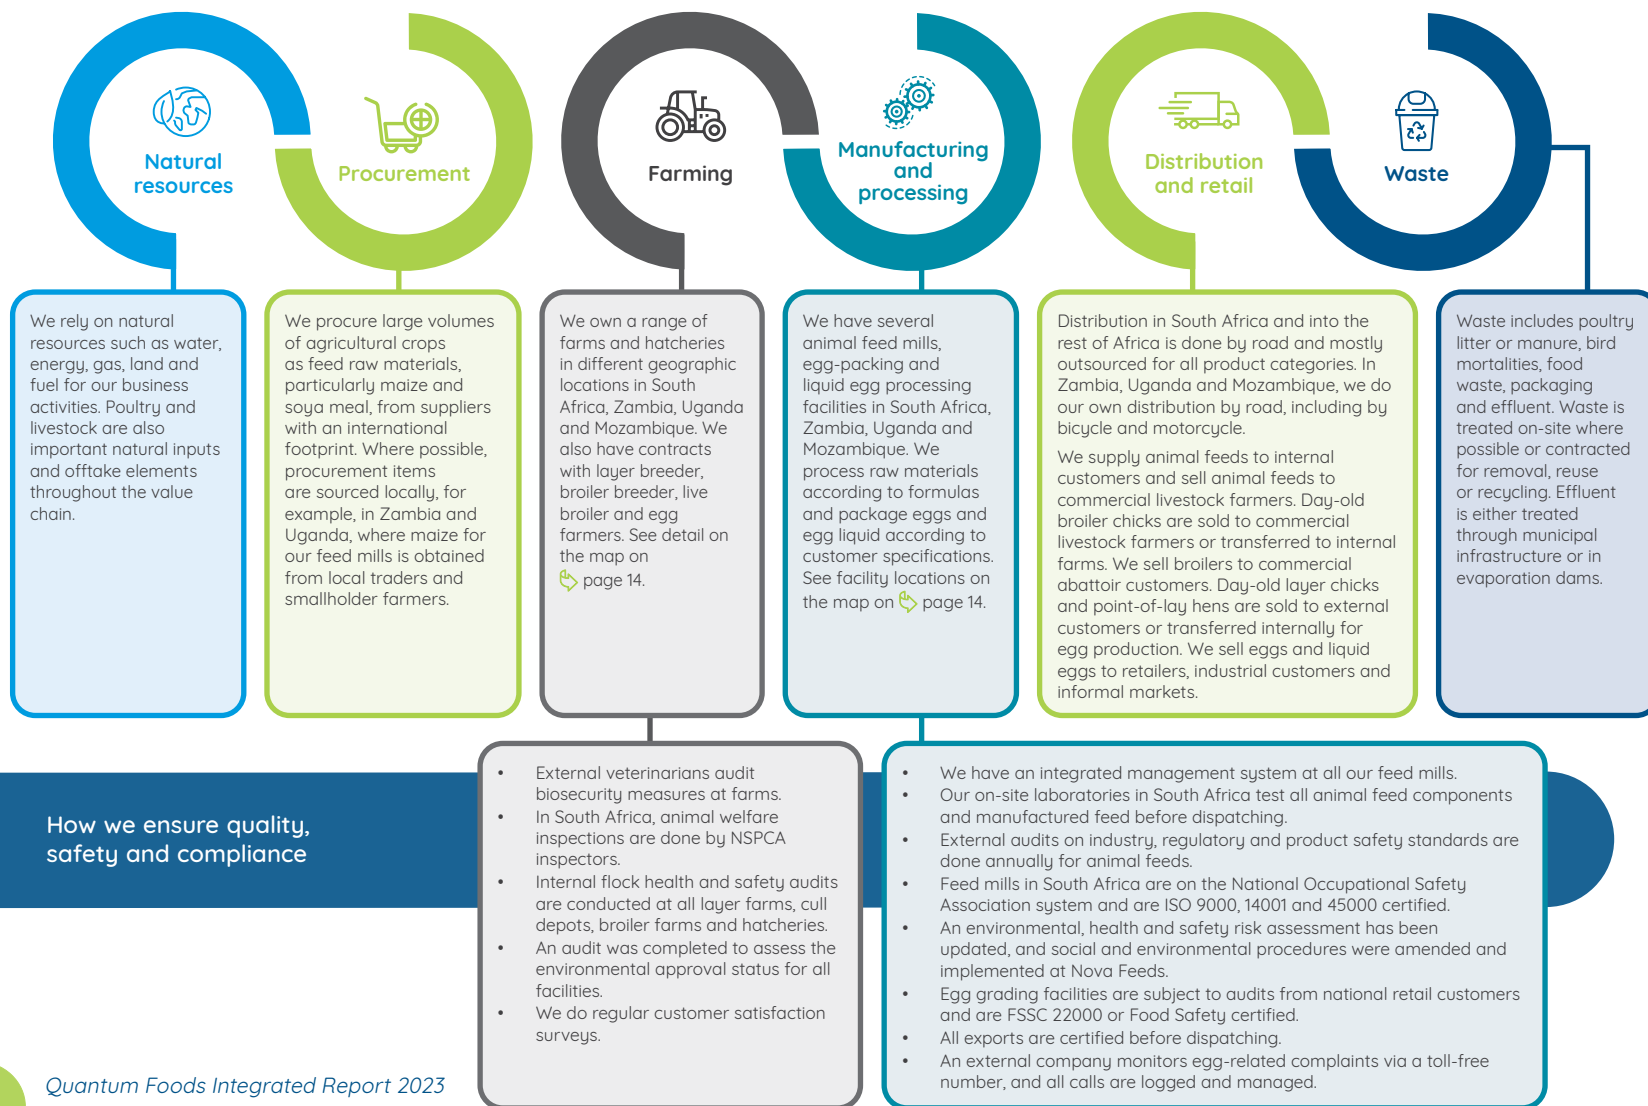 Natural
resources
Procurement
Farming
Manufacturing
and
processing
Distribution
and retail
Waste
We rely on natural
resources such as water,
energy, gas, land and
fuel for our business
activities. Poultry and
livestock are also
important natural inputs
and offtake elements
throughout the value
chain.
We procure large volumes
of agricultural crops
as feed raw materials,
particularly maize and
soya meal, from suppliers
with an international
footprint. Where possible,
procurement items
are sourced locally, for
example, in Zambia and
Uganda, where maize for
our feed mills is obtained
from local traders and
smallholder farmers.
We own a range of
farms and hatcheries
in different geographic
locations in South
Africa, Zambia, Uganda
and Mozambique. We
also have contracts
with layer breeder,
broiler breeder, live
broiler and egg
farmers. See detail on
the map on
page 14.
We have several
animal feed mills,
egg-packing and
liquid egg processing
facilities in South Africa,
Zambia, Uganda and
Mozambique. We
process raw materials
according to formulas
and package eggs and
egg liquid according to
customer specifications.
See facility locations on
the map on page 14.
Distribution in South Africa and into the
rest of Africa is done by road and mostly
outsourced for all product categories. In
Zambia, Uganda and Mozambique, we do
our own distribution by road, including by
bicycle and motorcycle.
We supply animal feeds to internal
customers and sell animal feeds to
commercial livestock farmers. Day-old
broiler chicks are sold to commercial
livestock farmers or transferred to internal
farms. We sell broilers to commercial
abattoir customers. Day-old layer chicks
and point-of-lay hens are sold to external
customers or transferred internally for
egg production. We sell eggs and liquid
eggs to retailers, industrial customers and
informal markets.
Waste includes poultry
litter or manure, bird
mortalities, food
waste, packaging
and effluent. Waste is
treated on-site where
possible or contracted
for removal, reuse
or recycling. Effluent
is either treated
through municipal
infrastructure or in
evaporation dams.
How we ensure quality,
safety and compliance
• External veterinarians audit
biosecurity measures at farms.
• In South Africa, animal welfare
inspections are done by NSPCA
inspectors.
• Internal flock health and safety audits
are conducted at all layer farms, cull
depots, broiler farms and hatcheries.
• An audit was completed to assess the
environmental approval status for all
facilities.
• We do regular customer satisfaction
surveys.
• We have an integrated management system at all our feed mills.
• Our on-site laboratories in South Africa test all animal feed components
and manufactured feed before dispatching.
• External audits on industry, regulatory and product safety standards are
done annually for animal feeds.
• Feed mills in South Africa are on the National Occupational Safety
Association system and are ISO 9000, 14001 and 45000 certified.
• An environmental, health and safety risk assessment has been
updated, and social and environmental procedures were amended and
implemented at Nova Feeds.
• Egg grading facilities are subject to audits from national retail customers
and are FSSC 22000 or Food Safety certified.
• All exports are certified before dispatching.
• An external company monitors egg-related complaints via a toll-free
number, and all calls are logged and managed.
Quantum Foods Integrated Report 2023